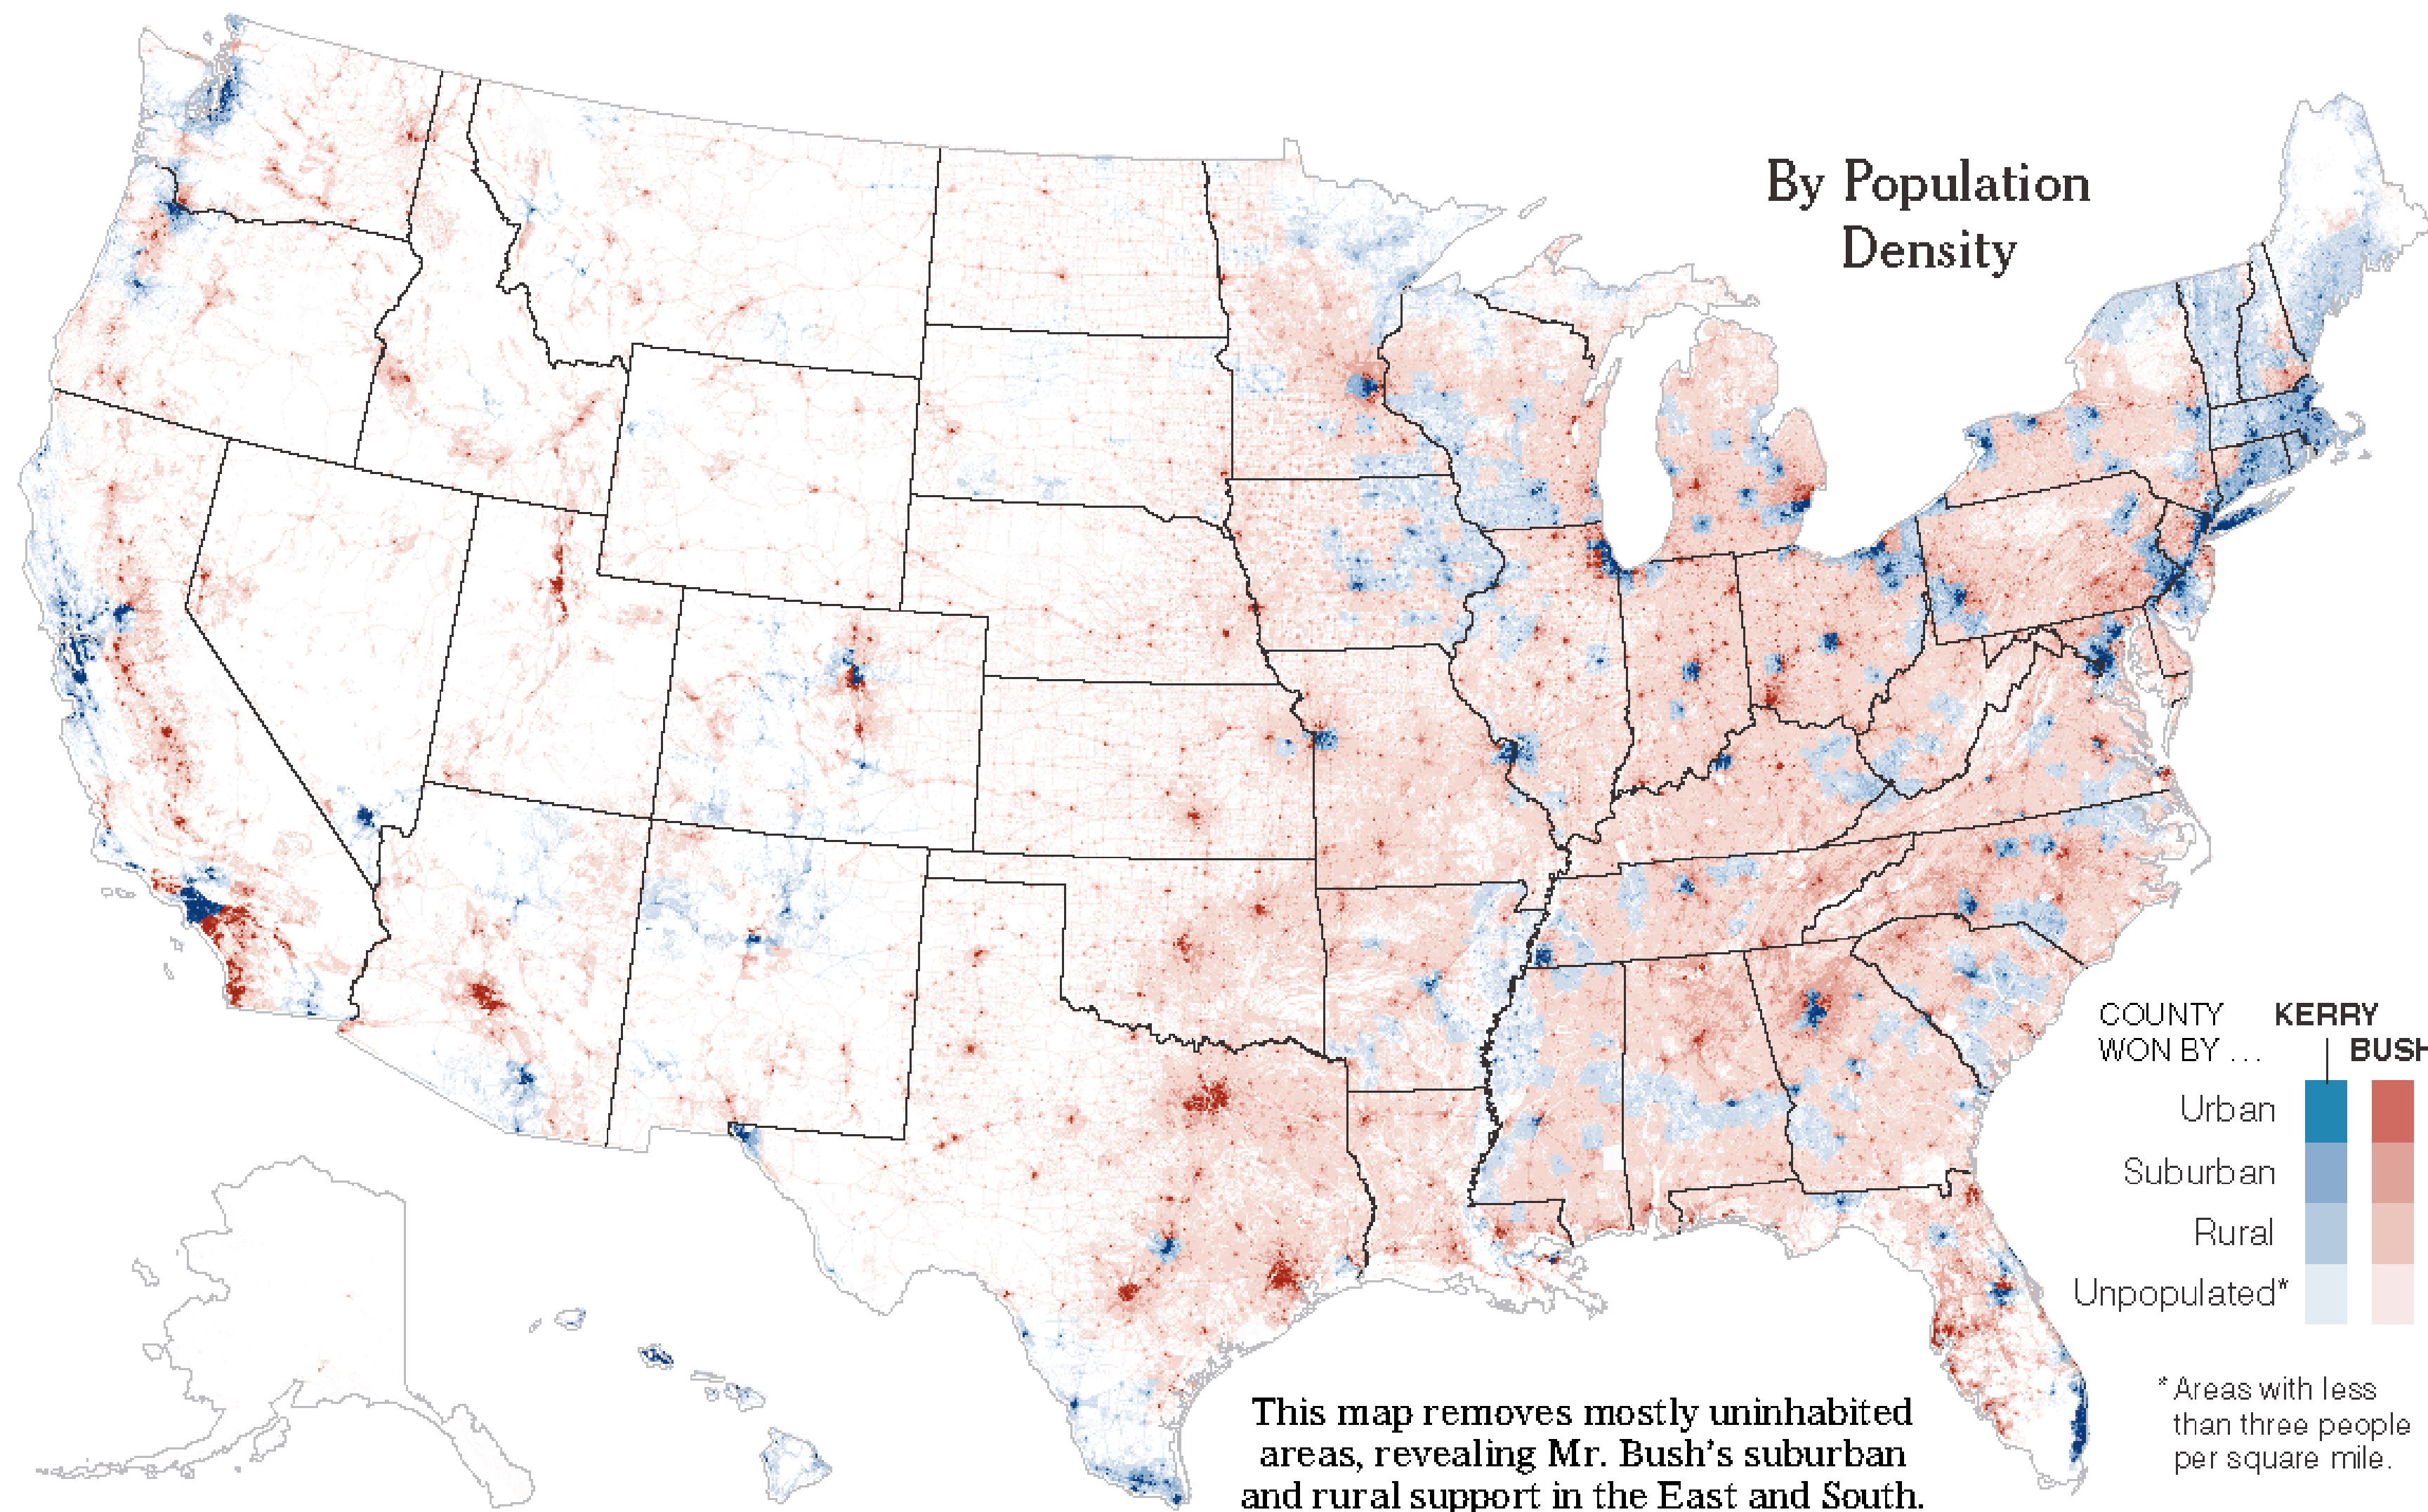 By Population
Density
COUNTY
WON BY ...
KERRY
BUSH
Urban
Suburban
Rural
Unpopulated*
* Areas with less
than three people
per square mile.
This map removes mostly uninhabited
areas, revealing Mr. Bush's suburban
and rural support in the East and South.